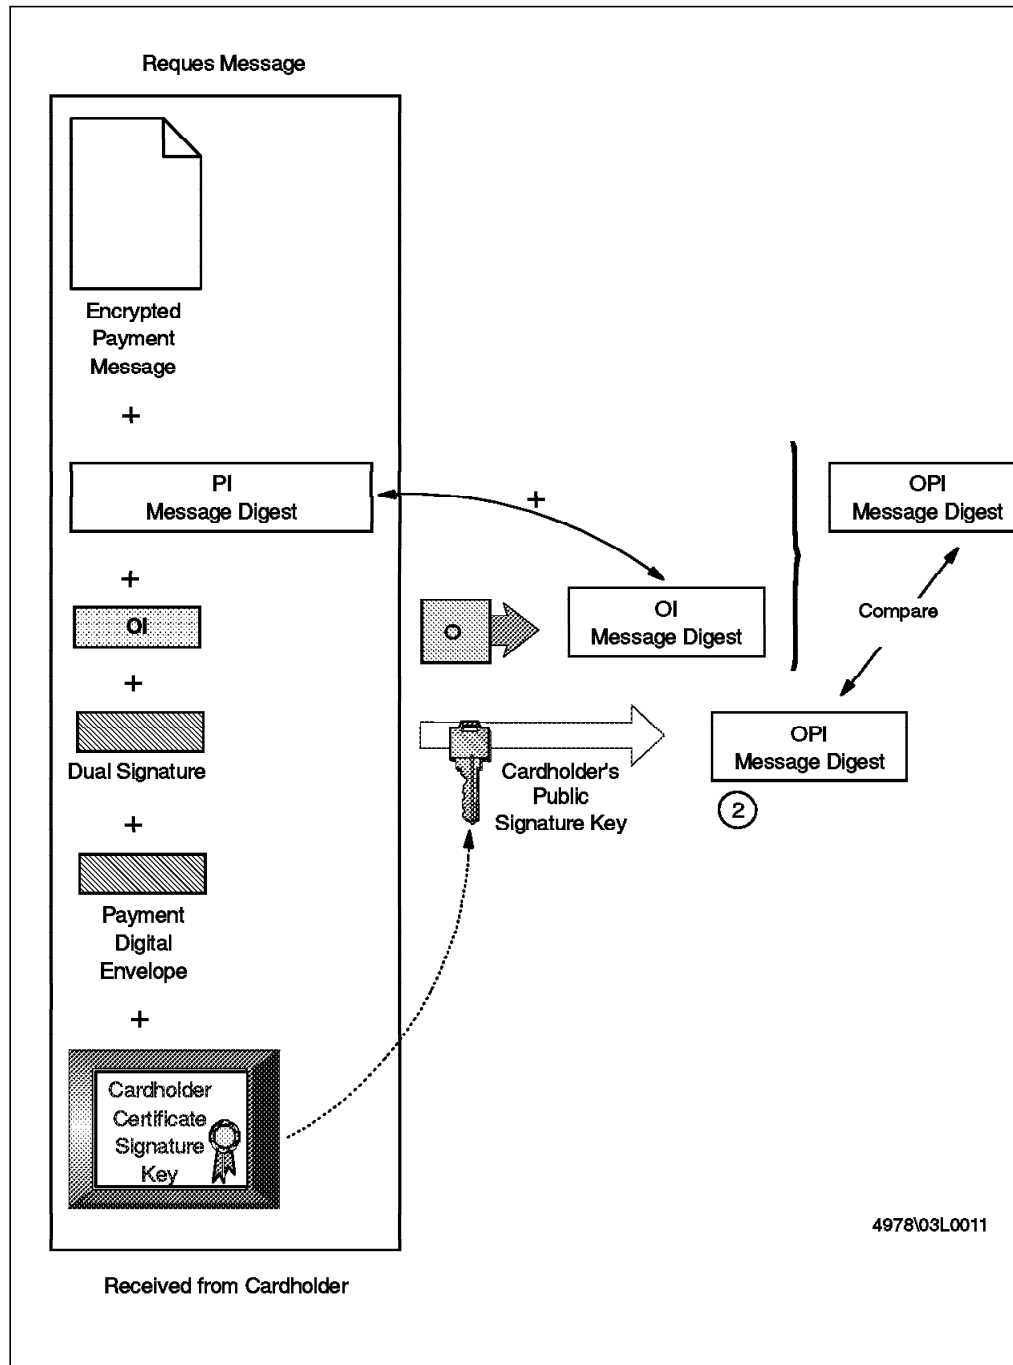 Reques Message
Encrypted
Payment
Message
+
PI
Message Digest
+
OPI
Message Digest
+
OI
O
OI
Message Digest
Compare
+
Dual Signature
Cardholder's
Public
Signature Key
OPI
Message Digest
2
+
Payment
Digital
Envelope
+
Cardholder
Certificate
Signature
Key
4978\03L0011
Received from Cardholder